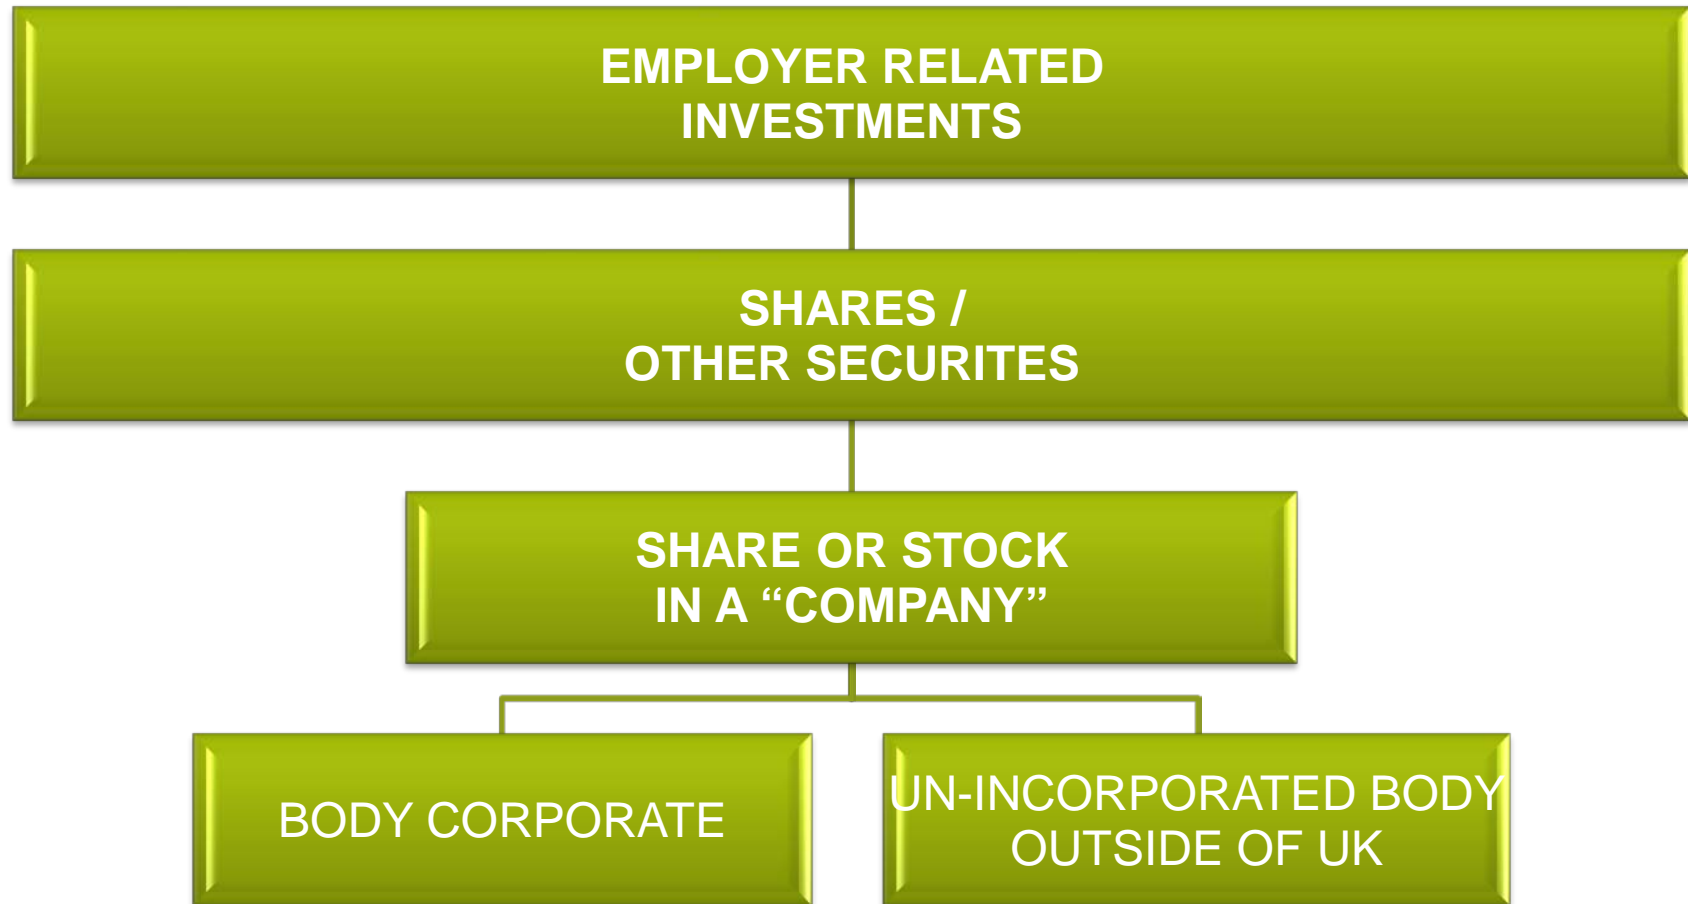 EMPLOYER RELATED
INVESTMENTS
SHARES /
OTHER SECURITES
SHARE OR STOCK
IN A “COMPANY”
BODY CORPORATE
UN-INCORPORATED BODY
OUTSIDE OF UK